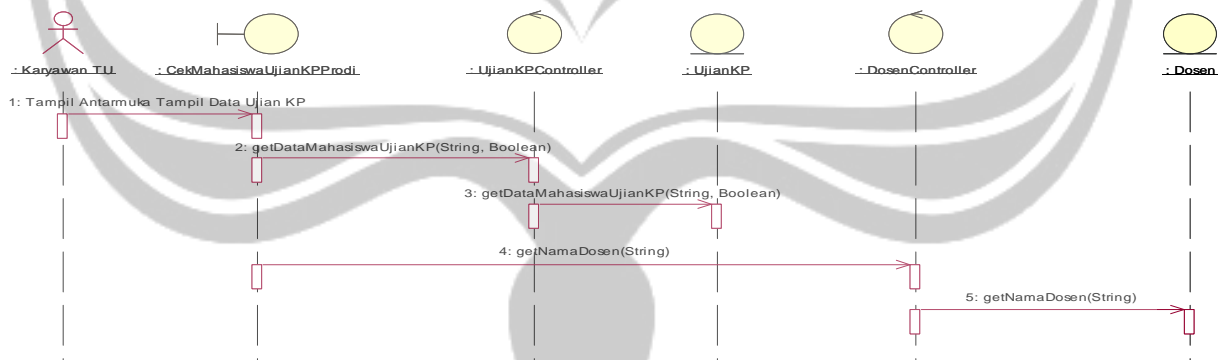 : Karyawan TU
: CekMahasiswaUjianKPProdi
: UjianKPController
: UjianKP
: DosenController
: Dosen
1: Tampil Antarmuka Tampil Data Ujian KP
2: getDataMahasiswaUjianKP(String, Boolean)
3: getDataMahasiswaUjianKP(String, Boolean)
4: getNamaDosen(String)
5: getNamaDosen(String)